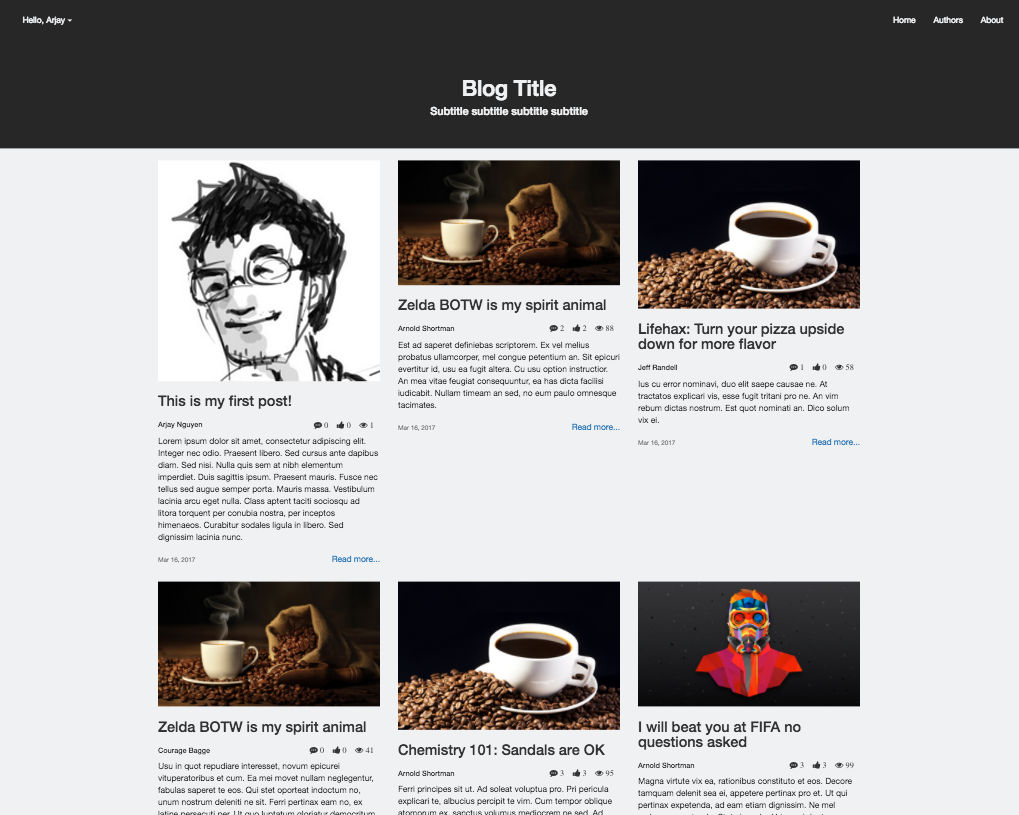 Hello, Arjay
Home Authors About
Blog Title
Subtitle subtitle subtitle subtitle
This is my first post!
Arjay Nguyen 0 0 1
Lorem ipsum dolor sit amet, consectetur adipiscing elit.
Integer nec odio. Praesent libero. Sed cursus ante dapibus
diam. Sed nisi. Nulla quis sem at nibh elementum
imperdiet. Duis sagittis ipsum. Praesent mauris. Fusce nec
tellus sed augue semper porta. Mauris massa. Vestibulum
lacinia arcu eget nulla. Class aptent taciti sociosqu ad
litora torquent per conubia nostra, per inceptos
himenaeos. Curabitur sodales ligula in libero. Sed
dignissim lacinia nunc.
Mar 16, 2017 Read more...
Zelda BOTW is my spirit animal
Arnold Shortman 2 2 88
Est ad saperet definiebas scriptorem. Ex vel melius
probatus ullamcorper, mel congue petentium an. Sit epicuri
evertitur id, usu ea fugit altera. Cu usu option instructior.
An mea vitae feugiat consequuntur, ea has dicta facilisi
iudicabit. Nullam timeam an sed, no eum paulo omnesque
tacimates.
Mar 16, 2017 Read more...
Lifehax: Turn your pizza upside
down for more flavor
Jeff Randell 1 0 58
Ius cu error nominavi, duo elit saepe causae ne. At
tractatos explicari vis, esse fugit tritani pro ne. An vim
rebum dictas nostrum. Est quot nominati an. Dico solum
vix ei.
Mar 16, 2017 Read more...
Zelda BOTW is my spirit animal
Courage Bagge 0 0 41
Usu in quot repudiare interesset, novum epicurei
vituperatoribus et cum. Ea mei movet nullam neglegentur,
fabulas saperet te eos. Qui stet oporteat indoctum no,
unum nostrum deleniti ne sit. Ferri pertinax eam no, ex
latine persecuti per. Ut quo luptatum gloriatur democritum
Chemistry 101: Sandals are OK
Arnold Shortman 3 3 95
Ferri principes sit ut. Ad soleat voluptua pro. Pri pericula
explicari te, albucius percipit te vim. Cum tempor oblique
atomorum ex, sanctus volumus mediocrem ne sed. Ad
I will beat you at FIFA no
questions asked
Arnold Shortman 3 3 99
Magna virtute vix ea, rationibus constituto et eos. Decore
tamquam delenit sea ei, appetere pertinax pro et. Ut qui
pertinax expetenda, ad eam etiam dignissim. Ne mel